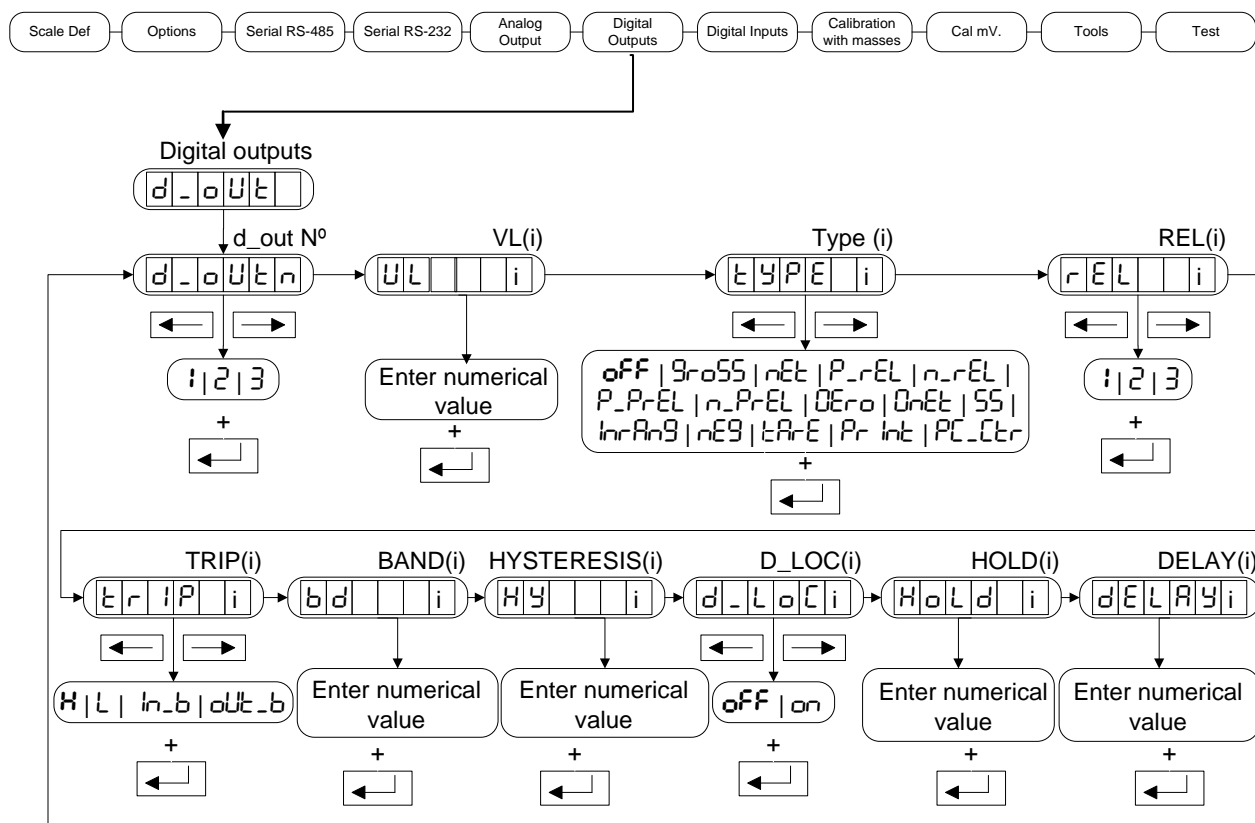 Scale Def
Options
Serial RS-485
Serial RS-232
Analog
Output
Digital
Outputs
Digital Inputs
Calibration
with masses
Cal mV.
Tools
Test
Digital outputs
d_oUt
d_out Nº
d_oUtn
1|2|3
+
VL(i)
UL i
Enter numerical
value
+
Type (i)
tYPE i
oFF | GroSS | nEt | P_rEL | n_rEL |
P_PrEL | n_PrEL | 0Ero | 0nEt | SS |
InrAng | nEg | tArE | PrInt | PC_Ctr
+
REL(i)
rEL i
1|2|3
+
TRIP(i)
trIP i
H|L| In_b|oUt_b
+
BAND(i)
bd i
Enter numerical
value
+
HYSTERESIS(i)
HY i
Enter numerical
value
+
D_LOC(i)
d_LoCi
oFF|on
+
HOLD(i)
HoLd i
Enter numerical
value
+
DELAY(i)
dELAYi
Enter numerical
value
+